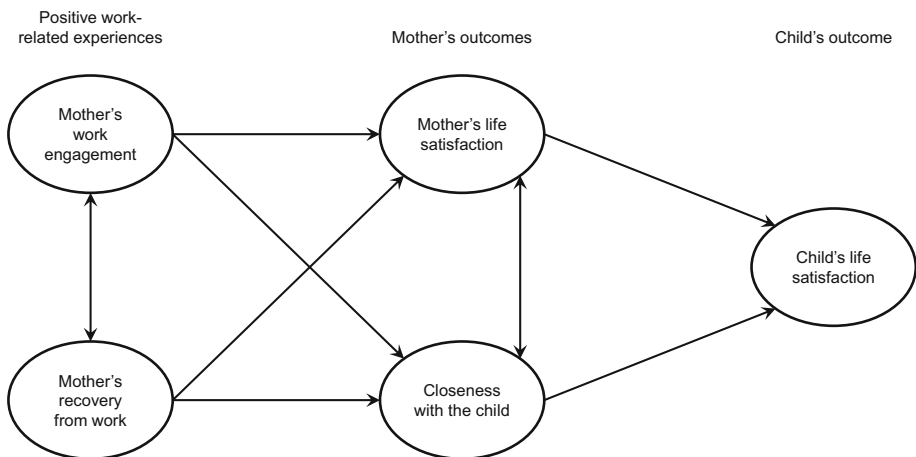 Positive work-
related experiences
Mother's outcomes
Child's outcome
Mother's
work
engagement
Mother's life
satisfaction
Child's life
satisfaction
Mother's
recovery
from work
Closeness
with the child